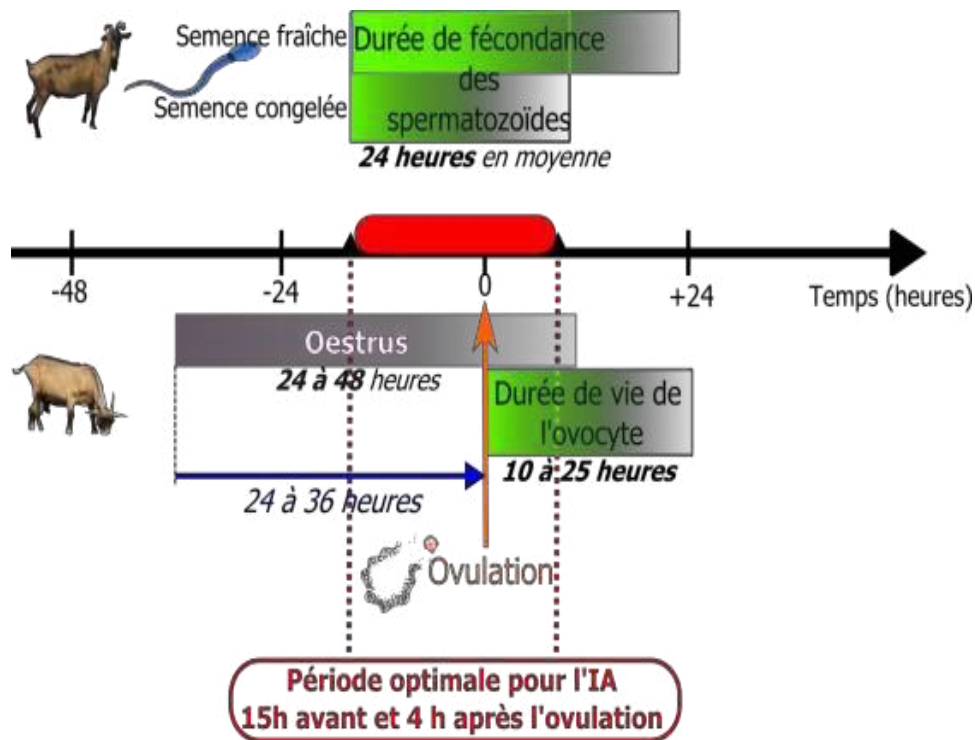 Semence fraîche
Durée de fécondance
des
spermatozoïdes
Semence congelée
24 heures en moyenne
-48
-24
0
+24
Temps (heures)
Oestrus
24 à 48 heures
Durée de vie de
l'ovocyte
10 à 25 heures
24 à 36 heures
Ovulation
Période optimale pour l'IA
15h avant et 4 h après l'ovulation